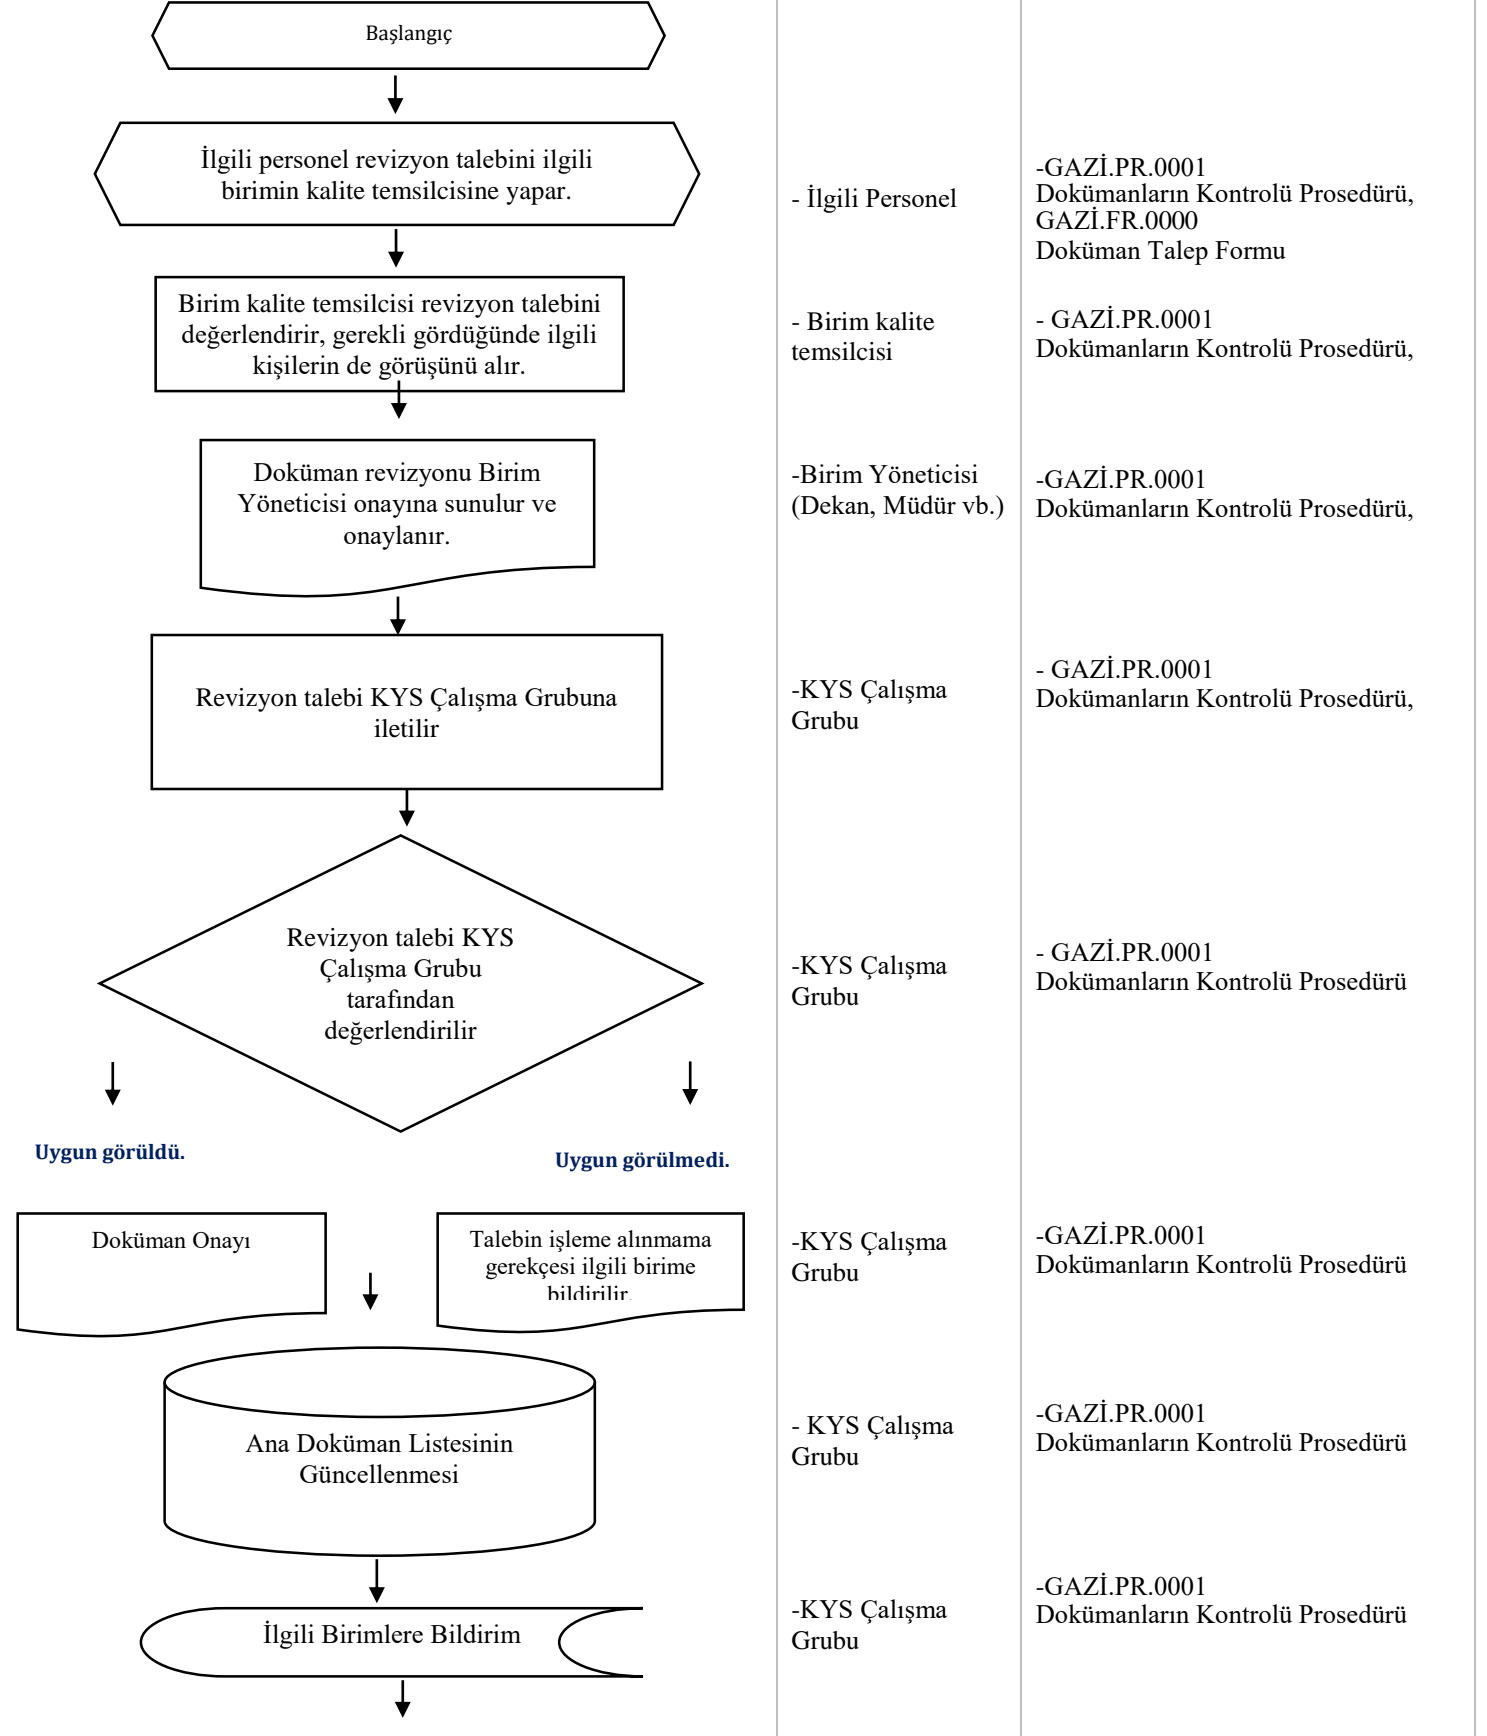 Başlangıç
İlgili personel revizyon talebini ilgili
birimin kalite temsilcisine yapar.
- İlgili Personel
-GAZİ.PR.0001
Dokümanların Kontrolü Prosedürü,
GAZİ.FR.0000
Doküman Talep Formu
Birim kalite temsilcisi revizyon talebini
değerlendirir, gerekli gördüğünde ilgili
kişilerin de görüşünü alır.
- Birim kalite
temsilcisi
- GAZİ.PR.0001
Dokümanların Kontrolü Prosedürü,
Doküman revizyonu Birim
Yöneticisi onayına sunulur ve
onaylanır.
-Birim Yöneticisi
(Dekan, Müdür vb.)
-GAZİ.PR.0001
Dokümanların Kontrolü Prosedürü,
Revizyon talebi KYS Çalışma Grubuna
iletilir
-KYS Çalışma
Grubu
- GAZİ.PR.0001
Dokümanların Kontrolü Prosedürü,
Revizyon talebi KYS
Çalışma Grubu
tarafından
değerlendirilir
-KYS Çalışma
Grubu
- GAZİ.PR.0001
Dokümanların Kontrolü Prosedürü
Uygun görüldü.
Uygun görülmedi.
Doküman Onayı
Talebin işleme alınmama
gerekçesi ilgili birime
bildirilir.
-KYS Çalışma
Grubu
-GAZİ.PR.0001
Dokümanların Kontrolü Prosedürü
Ana Doküman Listesinin
Güncellenmesi
- KYS Çalışma
Grubu
-GAZİ.PR.0001
Dokümanların Kontrolü Prosedürü
İlgili Birimlere Bildirim
-KYS Çalışma
Grubu
-GAZİ.PR.0001
Dokümanların Kontrolü Prosedürü